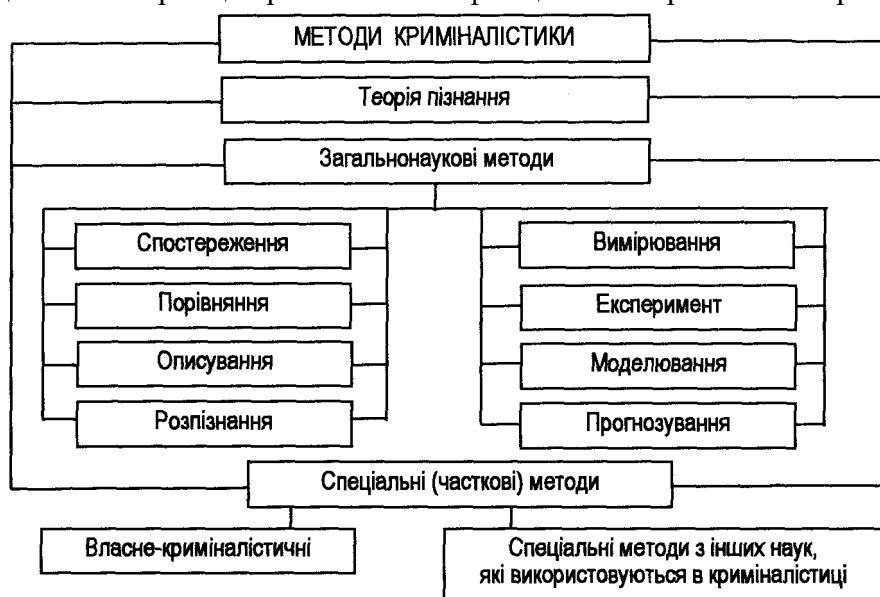 МЕТОДИ КРИМІНАЛІСТИКИ
Теорія пізнання
Загальнонаукові методи
Спостереження
Порівняння
Описування
Розпізнання
Вимірювання
Експеримент
Моделювання
Прогнозування
Спеціальні (часткові) методи
Власне-криміналістичні
Спеціальні методи з інших наук,
які використовуються в криміналістиці